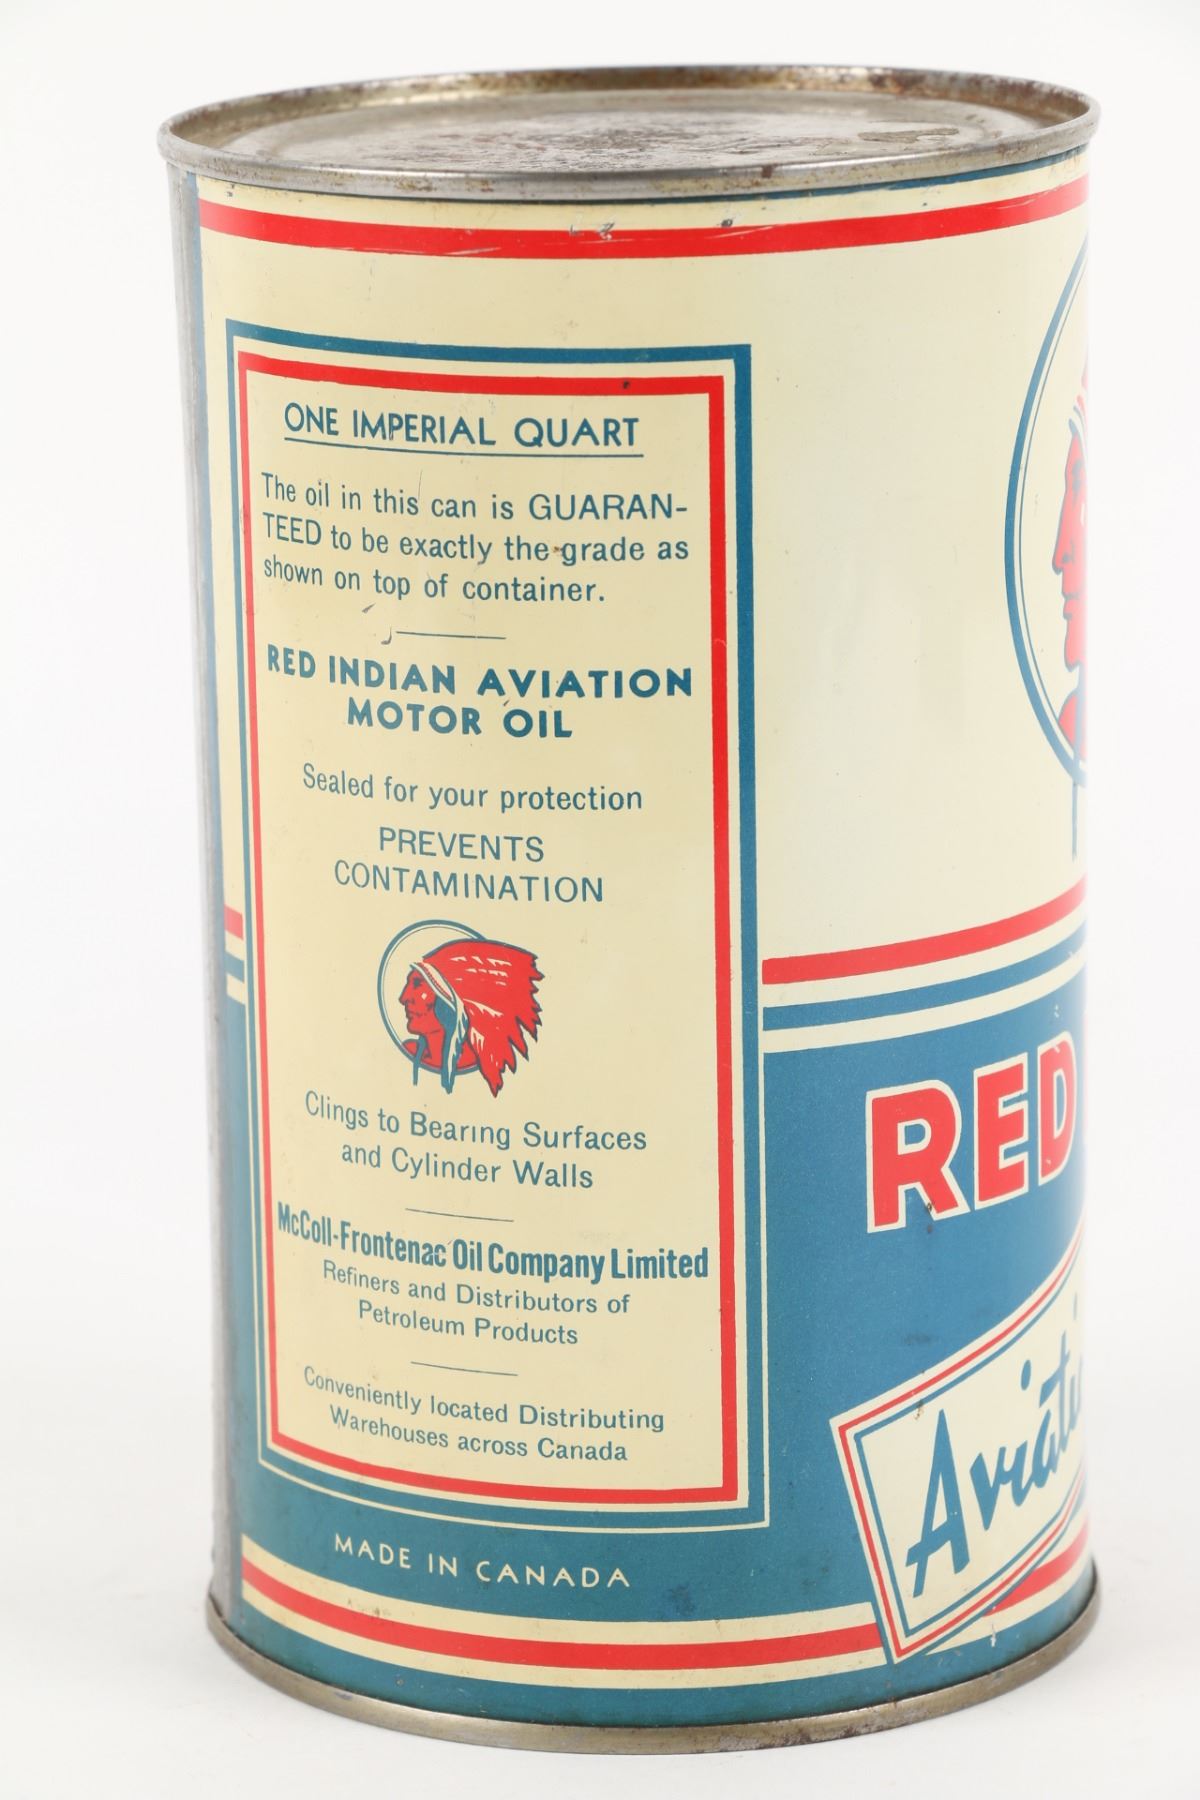 ONE IMPERIAL QUART
The oil in this can is GUARAN-
TEED to be exactly the grade as
shown on top of container.
RED INDIAN AVIATION
MOTOR OIL
Sealed for your protection
PREVENTS
CONTAMINATION
Clings to Bearing Surfaces
and Cylinder Walls
McColl-Frontenac Oil Company Limited
Refiners and Distributors of
Petroleum Products
Conveniently located Distributing
Warehouses across Canada
MADE IN CANADA
RED